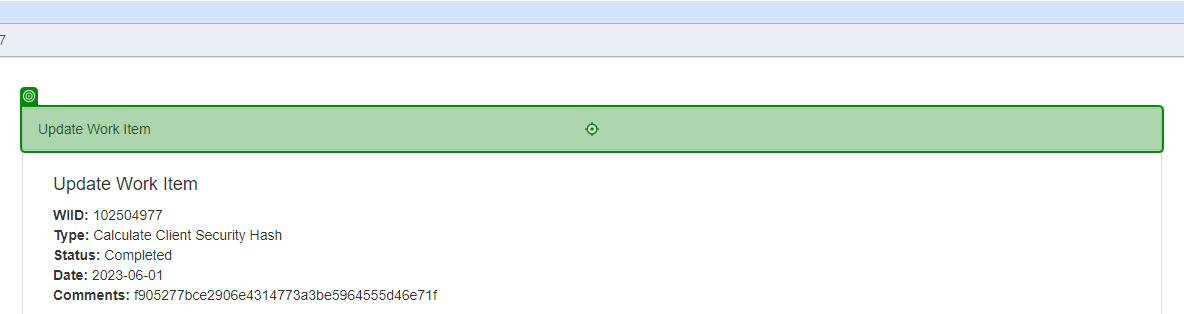 7
Update Work Item
Update Work Item
WIID: 102504977
Type: Calculate Client Security Hash
Status: Completed
Date: 2023-06-01
Comments: f905277bce2906e4314773a3be5964555d46e71f